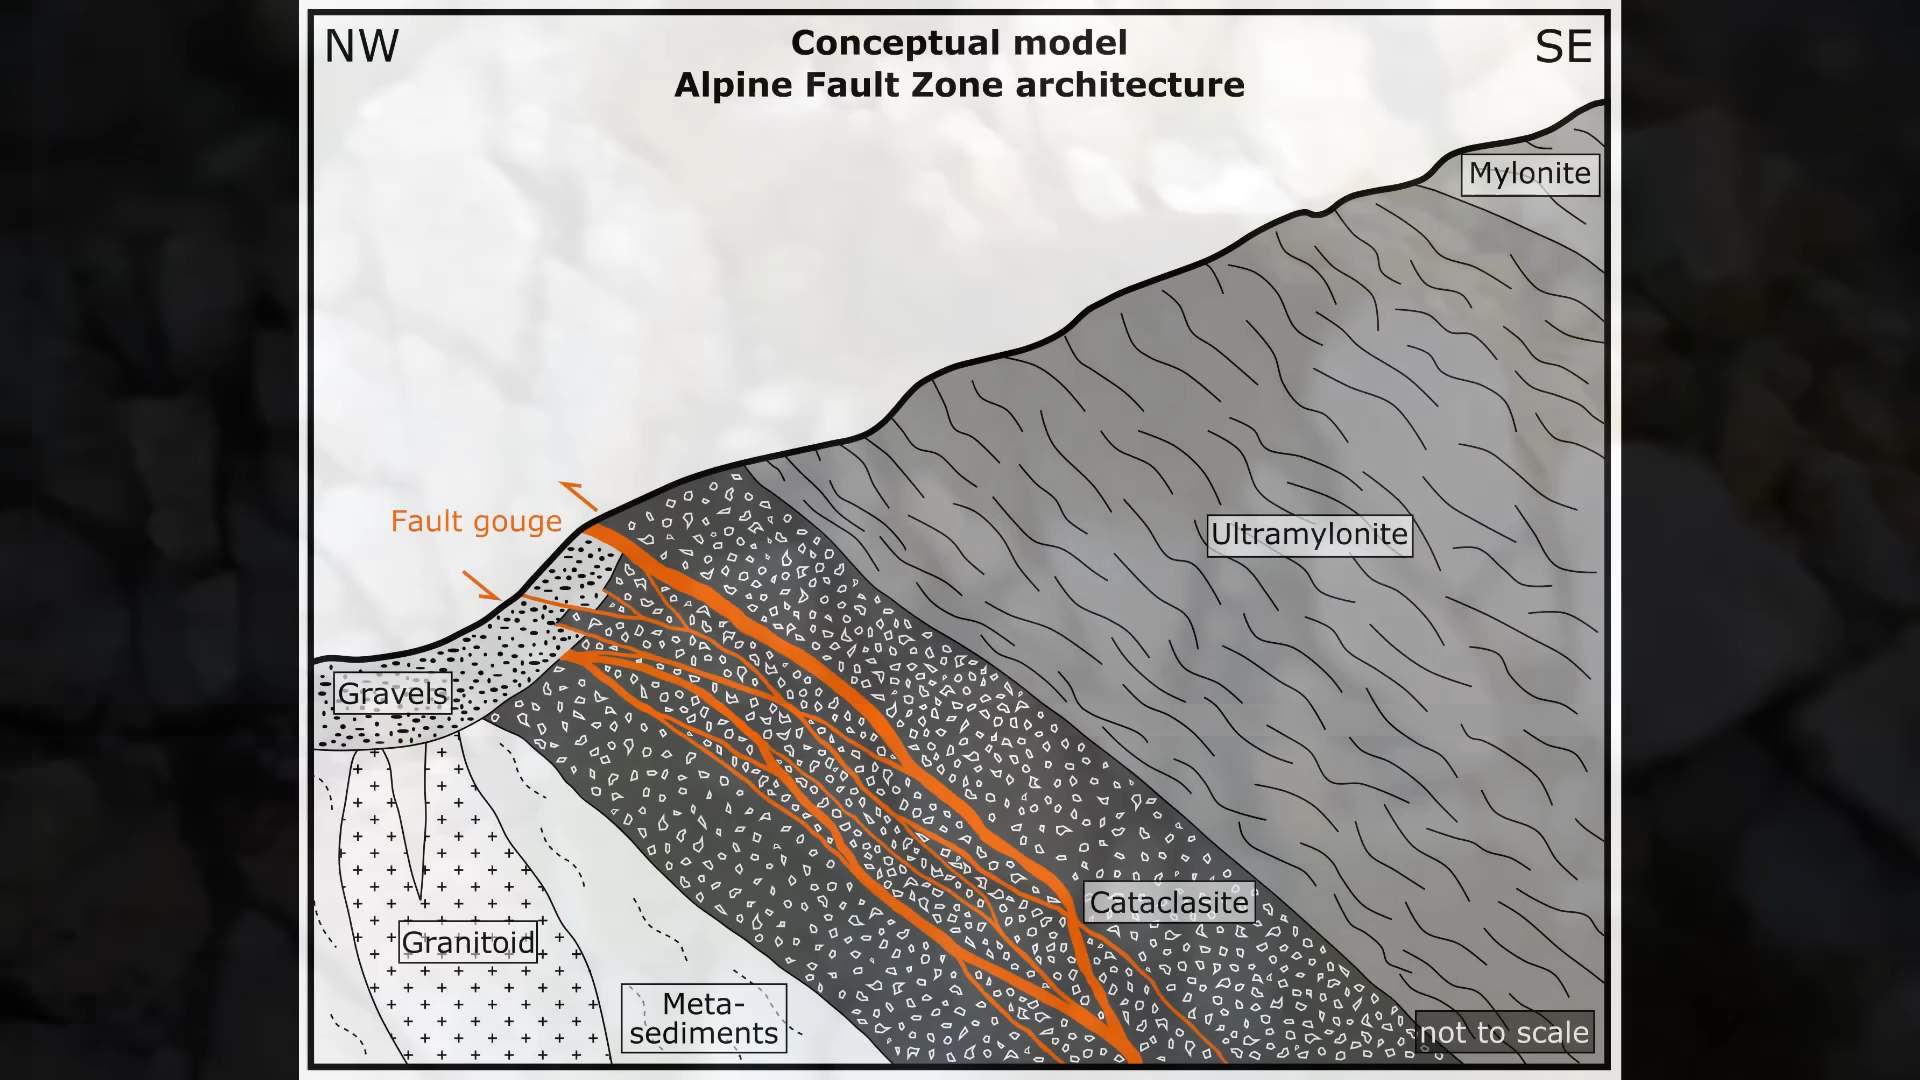 NW
Conceptual model
SE
Alpine Fault Zone architecture
Mylonite
Fault gouge
Ultramylonite
Gravels
Cataclasite
Granitoid
Meta-
sediments
not to scale